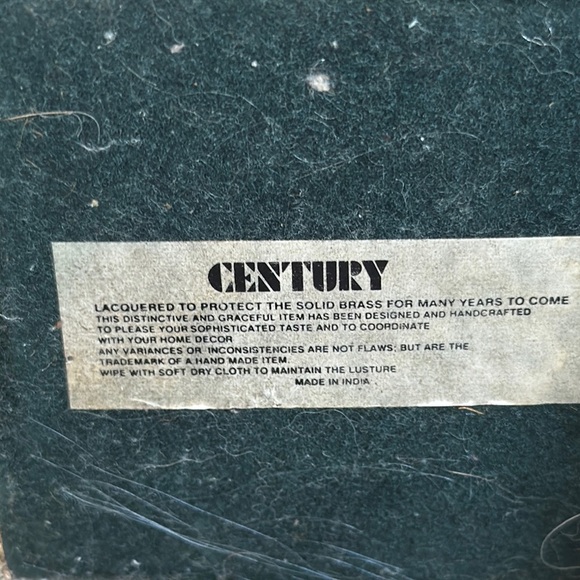 CENTURY
LACQUERED TO PROTECT THE SOLID BRASS FOR MANY YEARS TO COME
THIS DISTINCTIVE AND GRACEFUL ITEM HAS BEEN DESIGNED AND HANDCRAFTED
TO PLEASE YOUR SOPHISTICATED TASTE AND TO COORDINATE
WITH YOUR HOME DECOR
ANY VARIANCES OR INCONSISTENCIES ARE NOT FLAWS, BUT ARE THE
TRADEMARK OF A HAND MADE ITEM.
WIPE WITH SOFT DRY CLOTH TO MAINTAIN THE LUSTURE
MADE IN INDIA